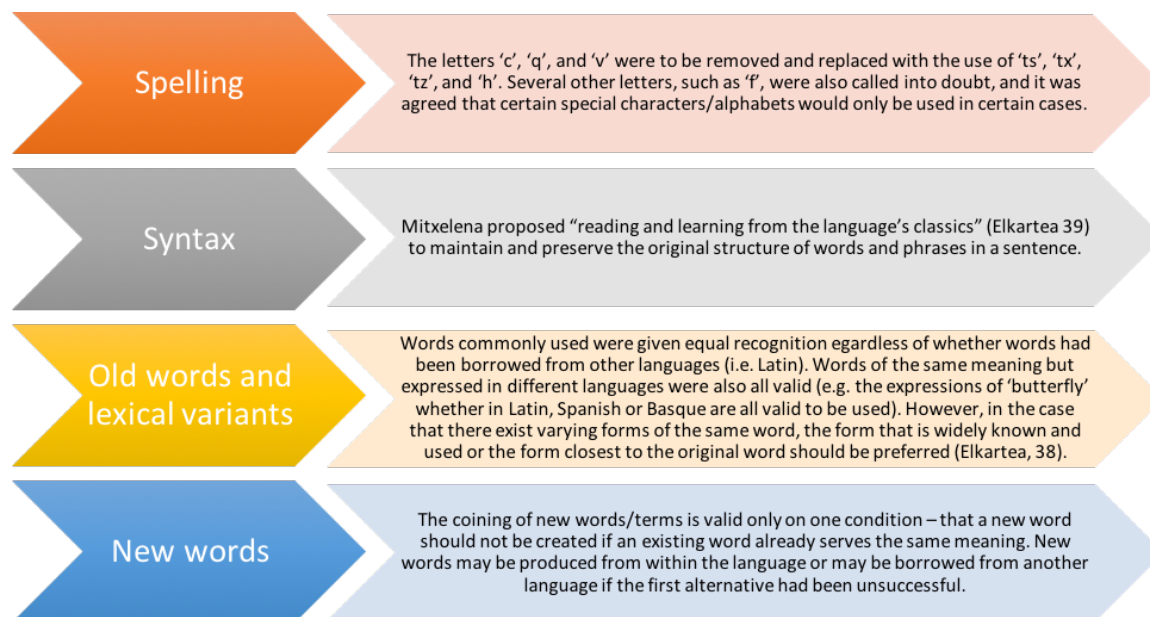 Spelling
The letters ‘c’, ‘q’, and ‘v’ were to be removed and replaced with the use of ‘ts’, ‘tx’,
‘tz’, and ‘h’. Several other letters, such as ‘f’, were also called into doubt, and it was
agreed that certain special characters/alphabets would only be used in certain cases.
Syntax
Mitxelena proposed “reading and learning from the language’s classics” (Elkartea 39)
to maintain and preserve the original structure of words and phrases in a sentence.
Old words and
lexical variants
Words commonly used were given equal recognition egardless of whether words had
been borrowed from other languages (i.e. Latin). Words of the same meaning but
expressed in different languages were also all valid (e.g. the expressions of ‘butterfly’
whether in Latin, Spanish or Basque are all valid to be used). However, in the case
that there exist varying forms of the same word, the form that is widely known and
used or the form closest to the original word should be preferred (Elkartea, 38).
New words
The coining of new words/terms is valid only on one condition – that a new word
should not be created if an existing word already serves the same meaning. New
words may be produced from within the language or may be borrowed from another
language if the first alternative had been unsuccessful.